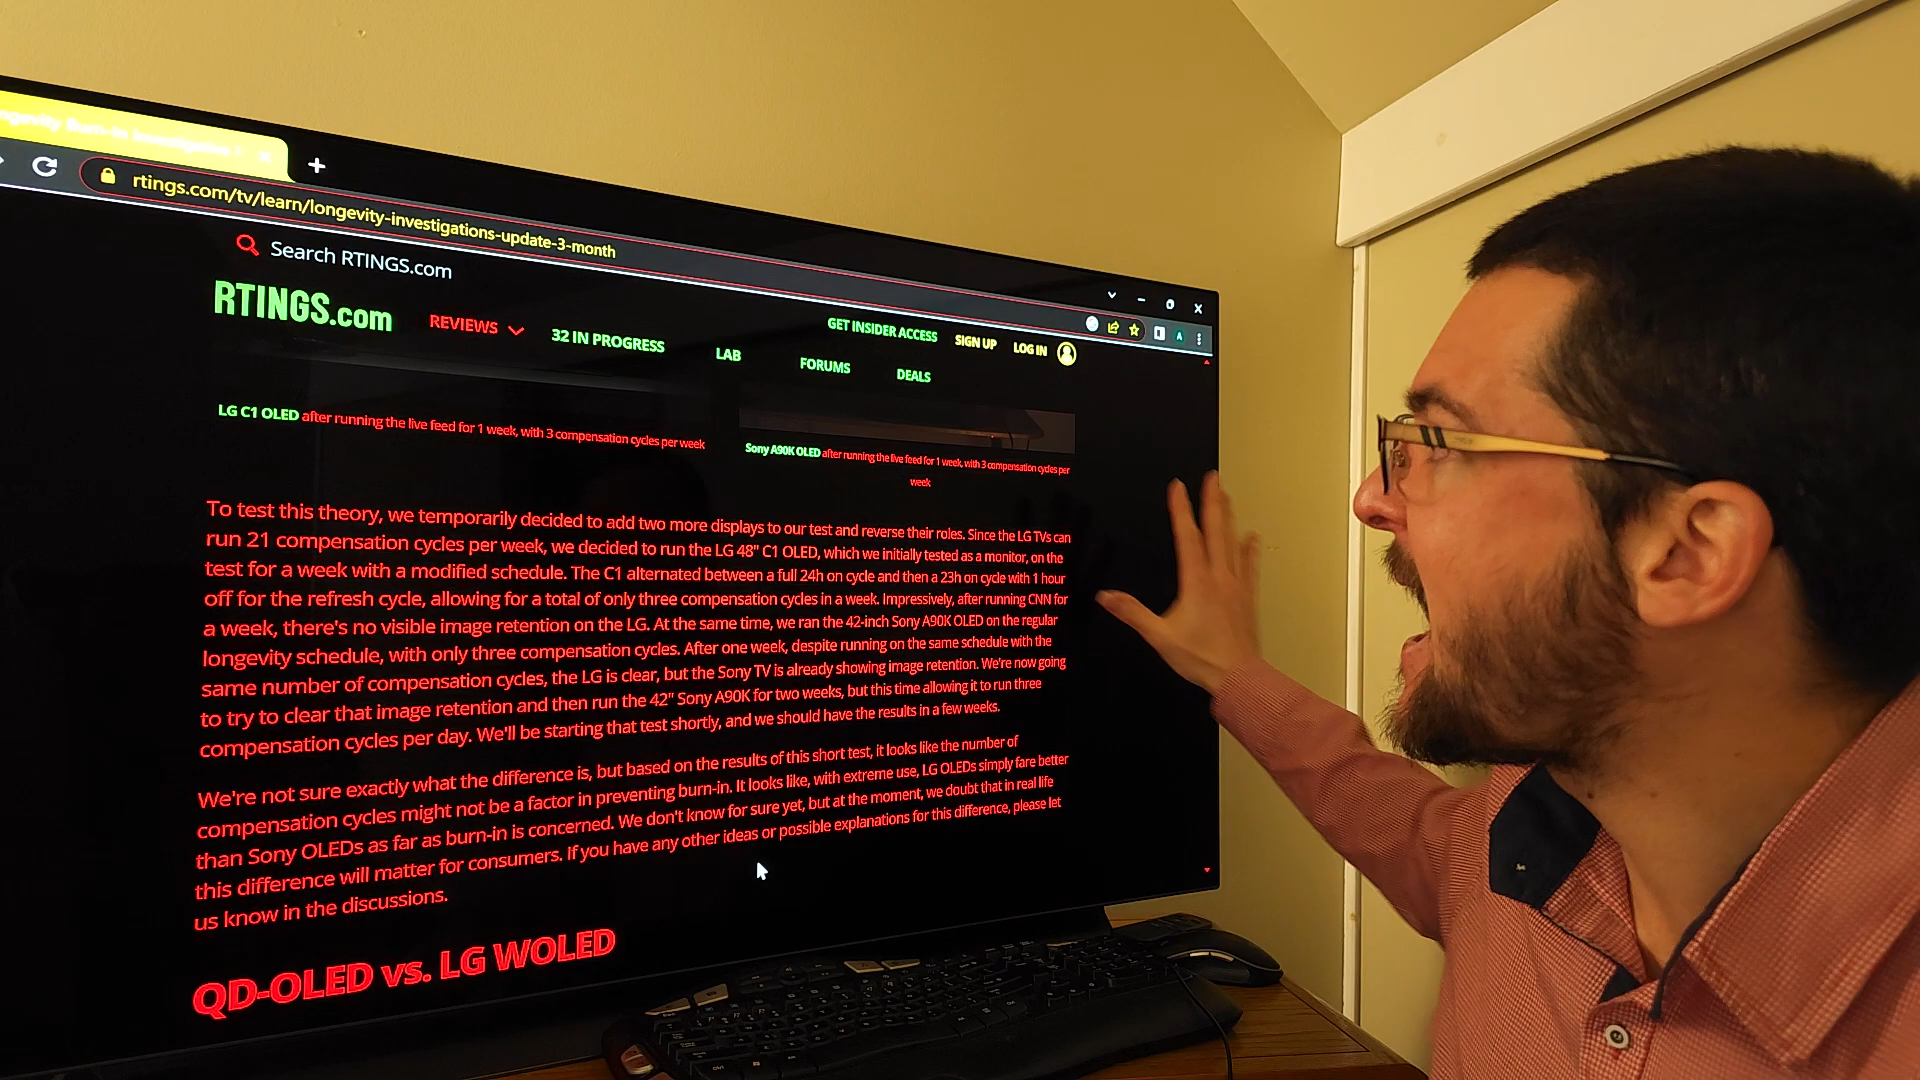 ngevity Burn-In Investigation
rtings.com/tv/learn/longevity-investigations-update-3-month
Search RTINGS.com
RTINGS.com
REVIEWS
32 IN PROGRESS
LAB
FORUMS
DEALS
GET INSIDER ACCESS
SIGN UP
LOG IN
A
LG C1 OLED after running the live feed for 1 week, with 3 compensation cycles per week
Sony A90K OLED after running the live feed for 1 week, with 3 compensation cycles per
week
To test this theory, we temporarily decided to add two more displays to our test and reverse their roles. Since the LG TVs can
run 21 compensation cycles per week, we decided to run the LG 48" C1 OLED, which we initially tested as a monitor, on the
test for a week with a modified schedule. The C1 alternated between a full 24h on cycle and then a 23h on cycle with 1 hour
off for the refresh cycle, allowing for a total of only three compensation cycles in a week. Impressively, after running CNN for
a week, there's no visible image retention on the LG. At the same time, we ran the 42-inch Sony A90K OLED on the regular
longevity schedule, with only three compensation cycles. After one week, despite running on the same schedule with the
same number of compensation cycles, the LG is clear, but the Sony TV is already showing image retention. We're now going
to try to clear that image retention and then run the 42" Sony A90K for two weeks, but this time allowing it to run three
compensation cycles per day. We'll be starting that test shortly, and we should have the results in a few weeks.
We're not sure exactly what the difference is, but based on the results of this short test, it looks like the number of
compensation cycles might not be a factor in preventing burn-in. It looks like, with extreme use, LG OLEDs simply fare better
than Sony OLEDs as far as burn-in is concerned. We don't know for sure yet, but at the moment, we doubt that in real life
this difference will matter for consumers. If you have any other ideas or possible explanations for this difference, please let
us know in the discussions.
QD-OLED vs. LG WOLED